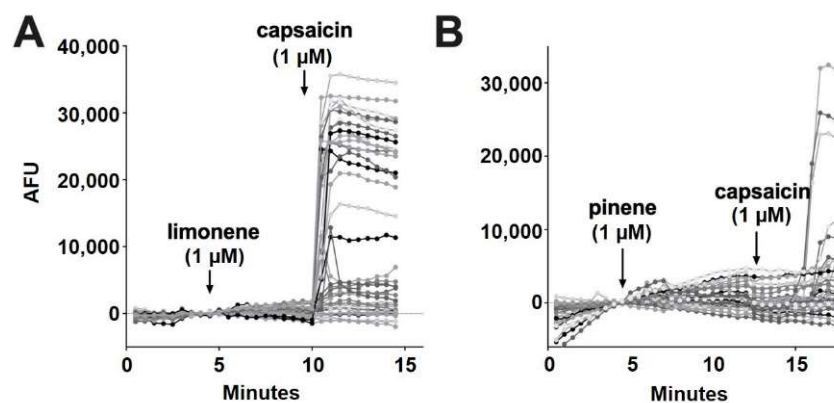 A
B
capsaicin
(1 µM)
40,000
30,000
20,000
10,000
0
AFU
limonene
(1 µM)
0
5
10
15
Minutes
30,000
20,000
10,000
0
pinene
(1 µM)
capsaicin
(1 µM)
0
5
10
15
Minutes